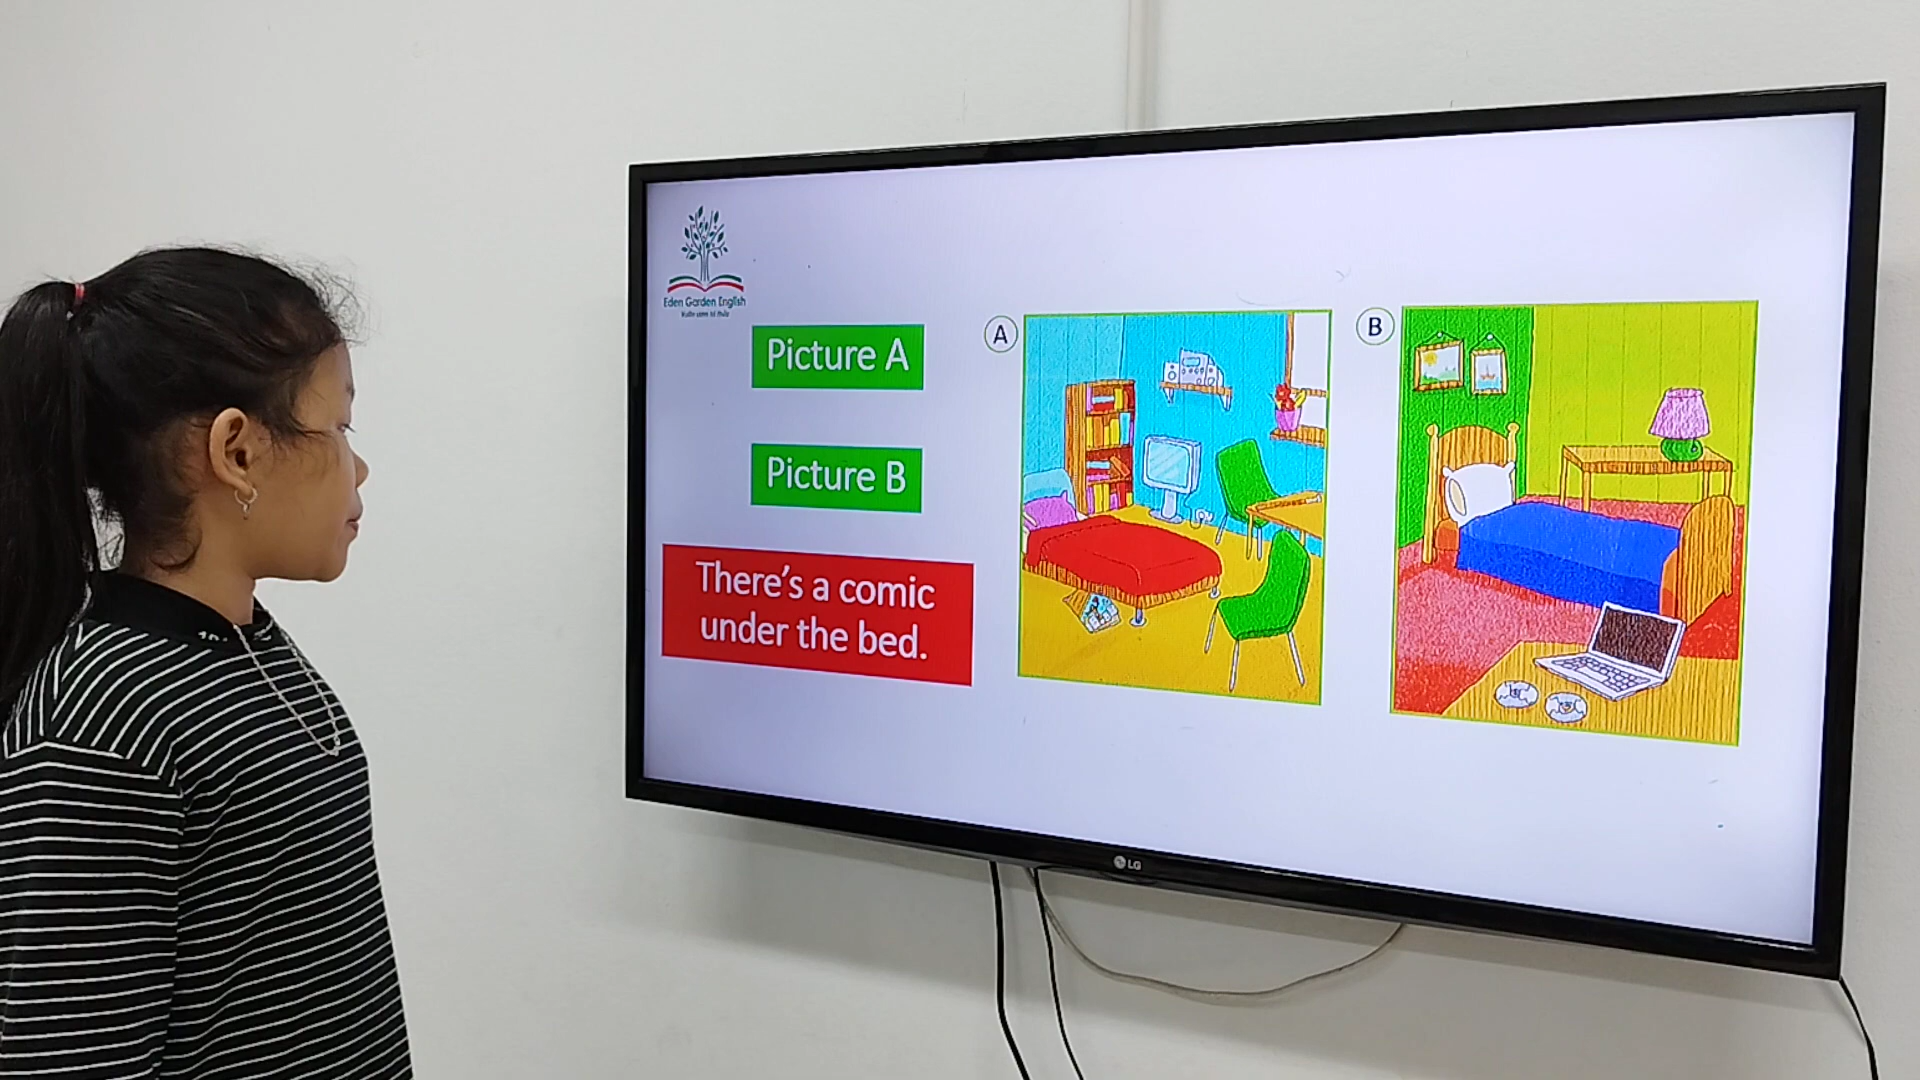 Eden Garden English
Picture A
Picture B
There's a comic
under the bed.
A
B
LG